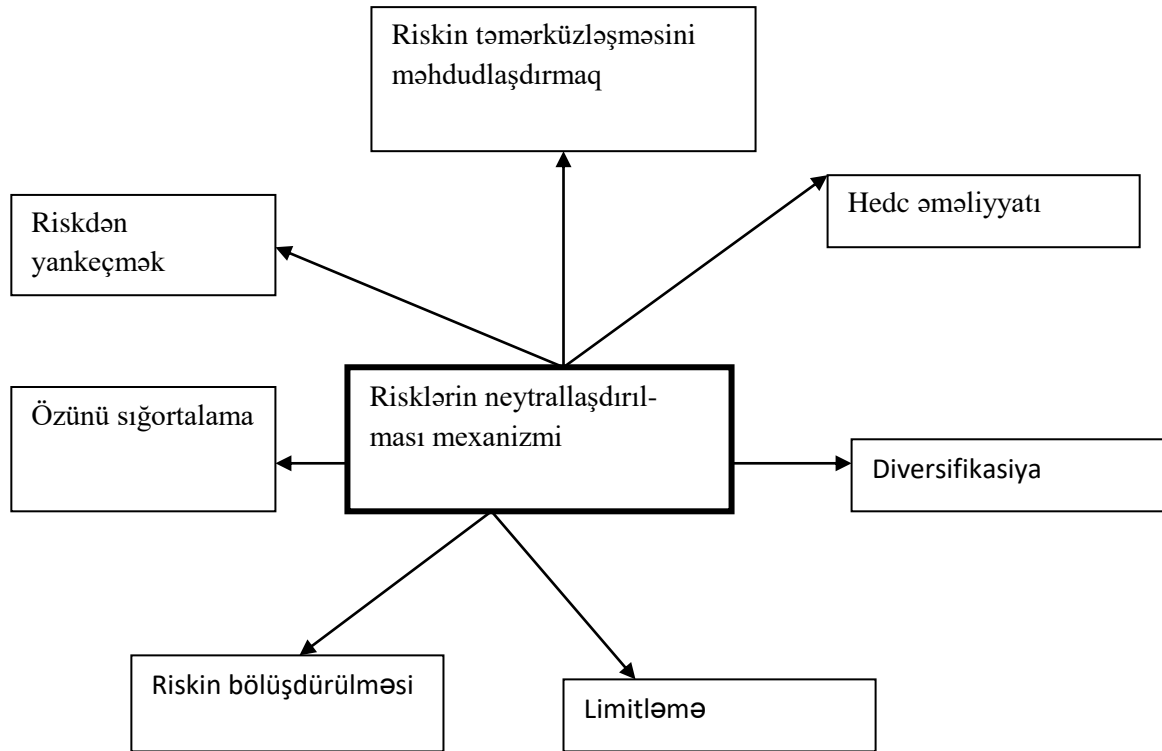 Riskin təmərküzləşməsini
məhdudlaşdırmaq
Hedc əməliyyatı
Riskdən
yankeçmək
Özünü sığortalama
Risklərin neytrallaşdırıl-
ması mexanizmi
Diversifikasiya
Riskin bölüşdürülməsi
Limitləmə